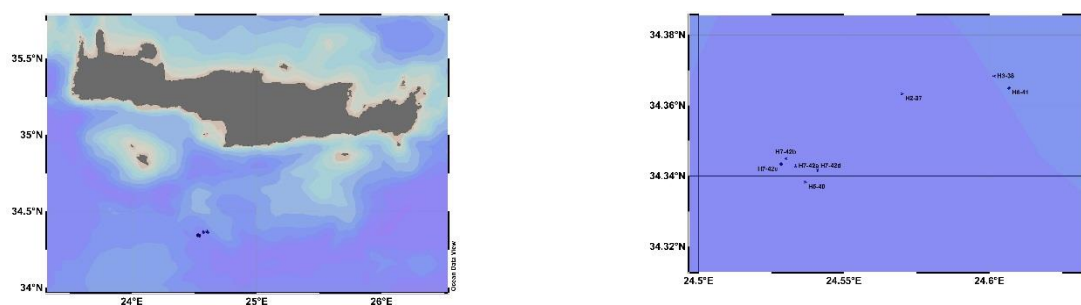 35.5°N
35°N
34.5°N
34°N
24°E
25°E
26°E
Ocean Data View
34.38°N
34.36°N
34.34°N
34.32°N
24.5°E
24.55°E
24.6°E
H3-38
H6-41
H2-37
H7-42b
H7-42c
H7-42a
H7-42d
H5-40